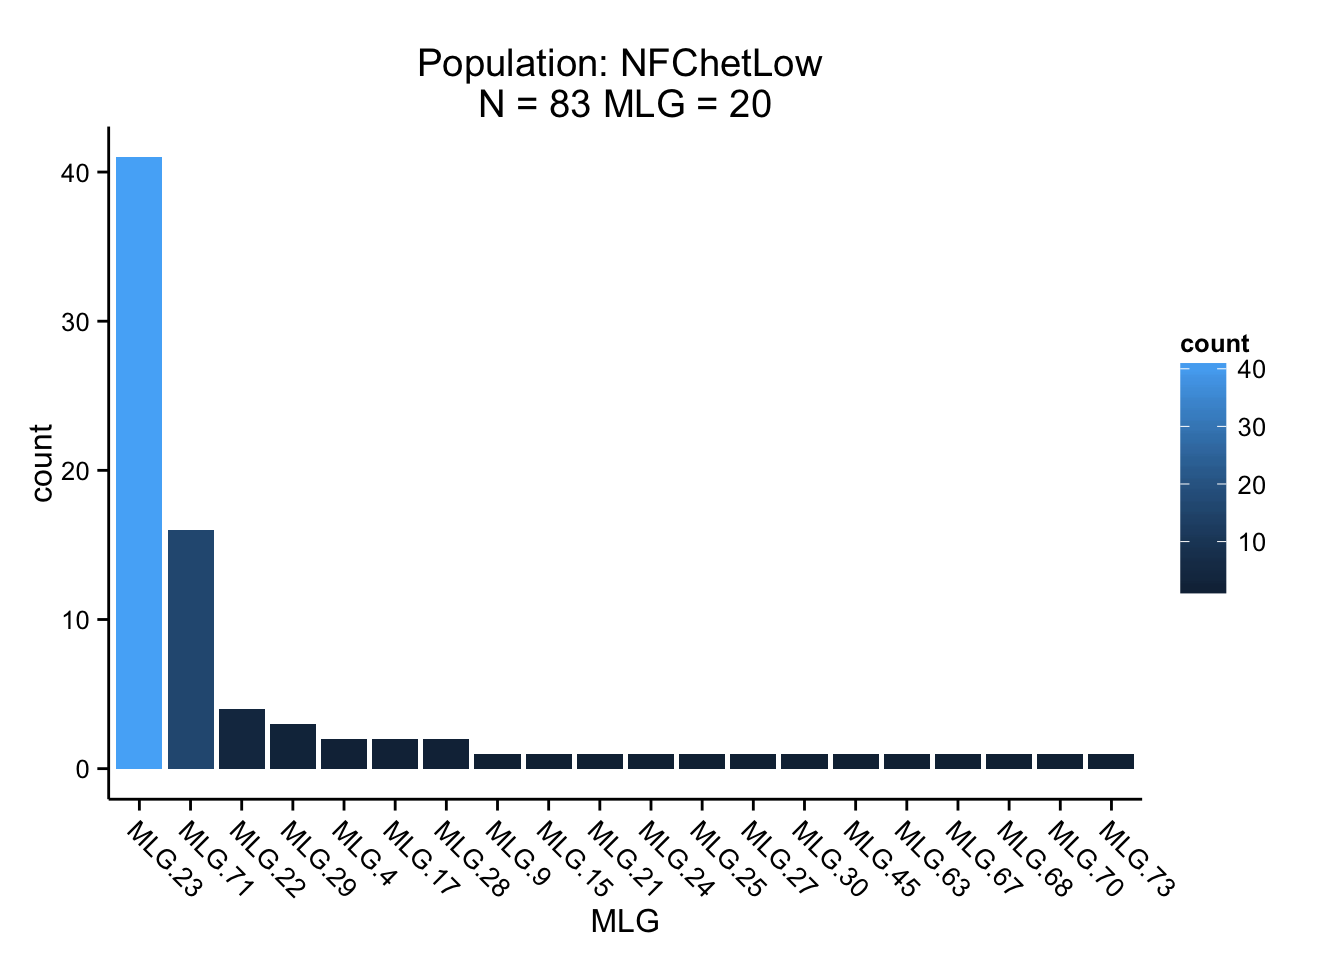 Population: NFChetLow
N = 83 MLG = 20
count
40
30
20
10
0
MLG.23
MLG.71
MLG.22
MLG.29
MLG.4
MLG.17
MLG.28
MLG.9
MLG.15
MLG.21
MLG.24
MLG.25
MLG.27
MLG.30
MLG.45
MLG.63
MLG.67
MLG.68
MLG.70
MLG.73
MLG
count
40
30
20
10